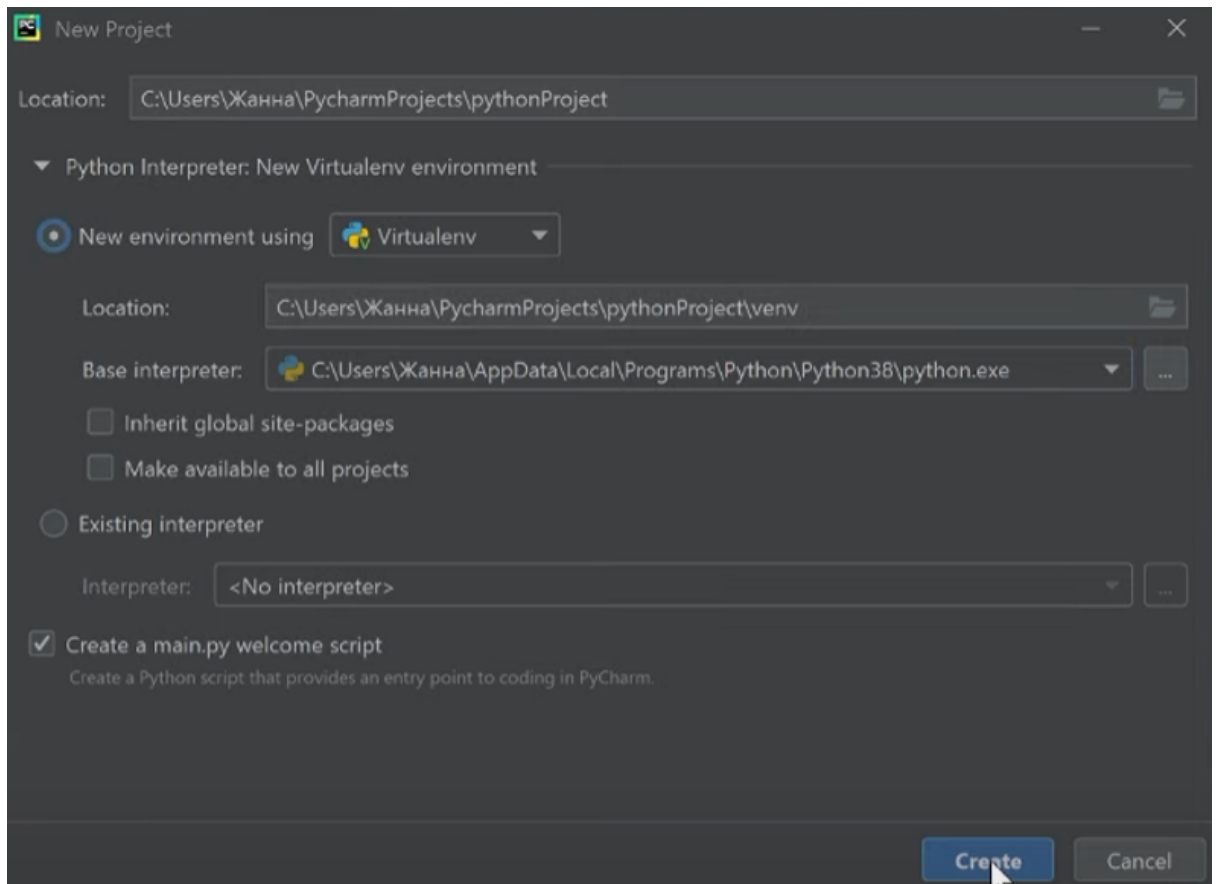 New Project
Location: C:\Users\Жанна\PycharmProjects\pythonProject
Python Interpreter: New Virtualenv environment
New environment using Virtualenv
Location: C:\Users\Жанна\PycharmProjects\pythonProject\venv
Base interpreter: C:\Users\Жанна\AppData\Local\Programs\Python\Python38\python.exe ...
Inherit global site-packages
Make available to all projects
Existing interpreter
Interpreter: <No interpreter> ...
Create a main.py welcome script
Create a Python script that provides an entry point to coding in PyCharm.
Create Cancel